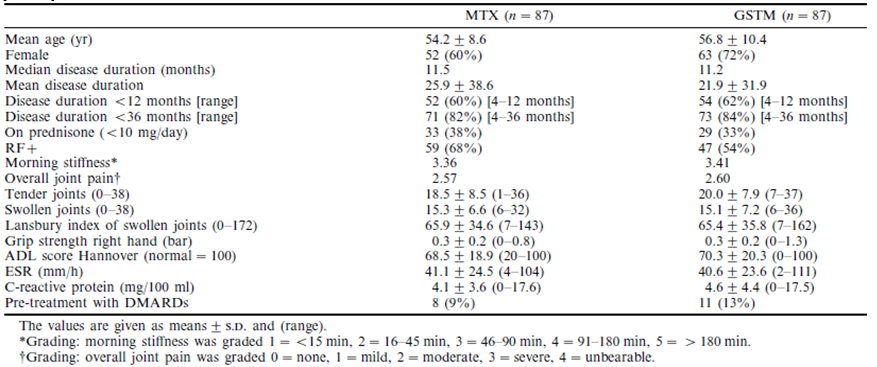 MTX (n = 87) GSTM (n = 87)
Mean age (yr) 54.2 ± 8.6 56.8 ± 10.4
Female 52 (60%) 63 (72%)
Median disease duration (months) 11.5 11.2
Mean disease duration 25.9 ± 38.6 21.9 ± 31.9
Disease duration <12 months [range] 52 (60%) [4–12 months] 54 (62%) [4–12 months]
Disease duration <36 months [range] 71 (82%) [4–36 months] 73 (84%) [4–36 months]
On prednisone (<10 mg/day) 33 (38%) 29 (33%)
RF+ 59 (68%) 47 (54%)
Morning stiffness* 3.36 3.41
Overall joint pain† 2.57 2.60
Tender joints (0–38) 18.5 ± 8.5 (1–36) 20.0 ± 7.9 (7–37)
Swollen joints (0–38) 15.3 ± 6.6 (6–32) 15.1 ± 7.2 (6–36)
Lansbury index of swollen joints (0–172) 65.9 ± 34.6 (7–143) 65.4 ± 35.8 (7–162)
Grip strength right hand (bar) 0.3 ± 0.2 (0–0.8) 0.3 ± 0.2 (0–1.3)
ADL score Hannover (normal = 100) 68.5 ± 18.9 (20–100) 70.3 ± 20.3 (0–100)
ESR (mm/h) 41.1 ± 24.5 (4–104) 40.6 ± 23.6 (2–111)
C-reactive protein (mg/100 ml) 4.1 ± 3.6 (0–17.6) 4.6 ± 4.4 (0–17.5)
Pre-treatment with DMARDs 8 (9%) 11 (13%)
The values are given as means ± S.D. and (range).
*Grading: morning stiffness was graded 1 = <15 min, 2 = 16–45 min, 3 = 46–90 min, 4 = 91–180 min, 5 = > 180 min.
†Grading: overall joint pain was graded 0 = none, 1 = mild, 2 = moderate, 3 = severe, 4 = unbearable.